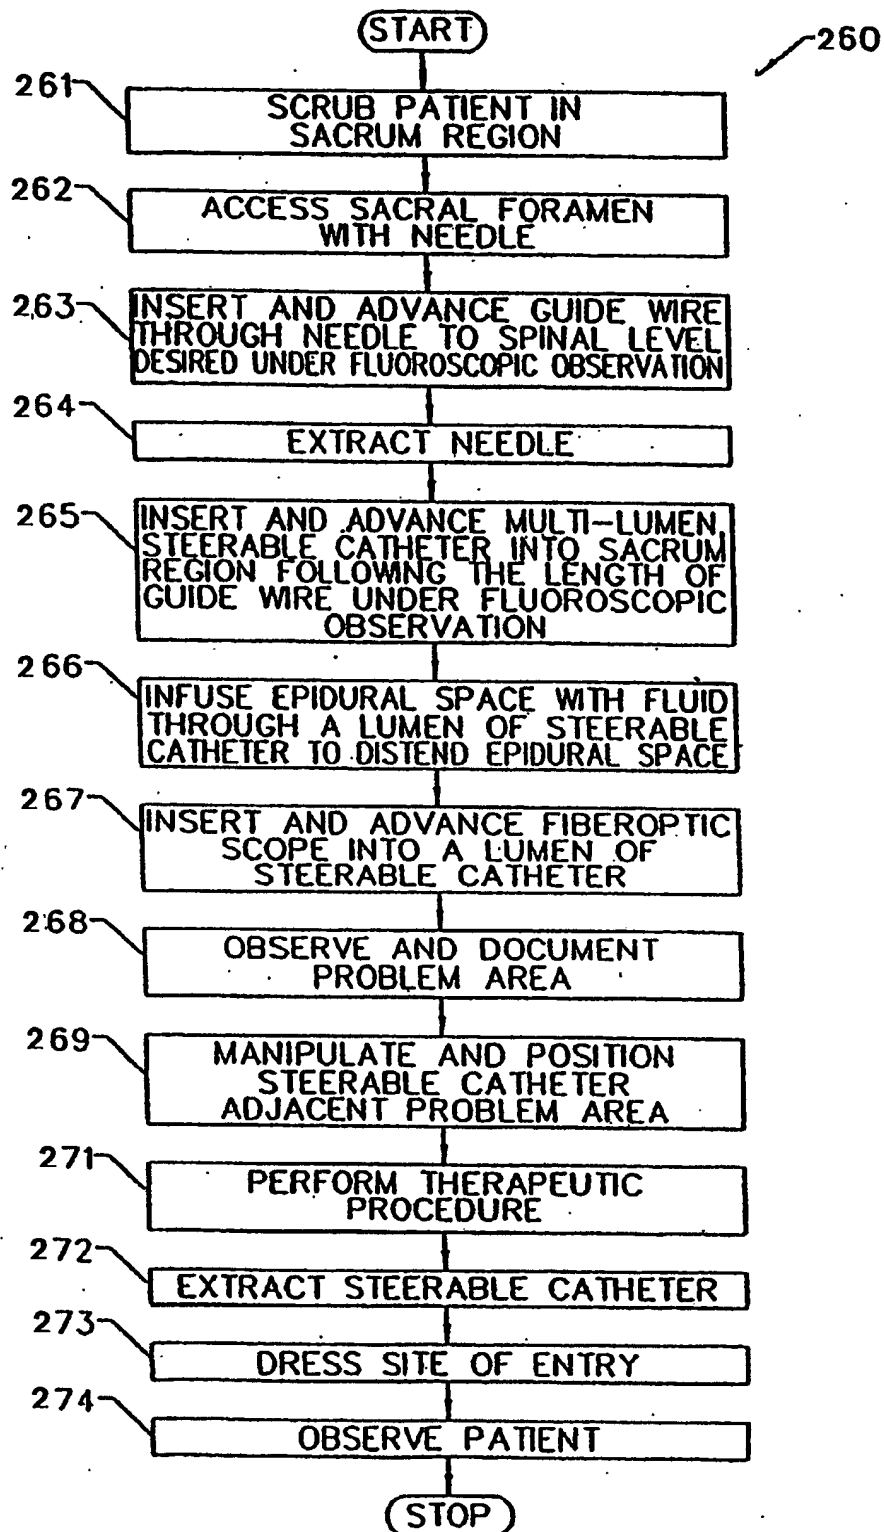 START
260
261
SCRUB PATIENT IN
SACRUM REGION
262
ACCESS SACRAL FORAMEN
WITH NEEDLE
263
INSERT AND ADVANCE GUIDE WIRE
THROUGH NEEDLE TO SPINAL LEVEL
DESIRED UNDER FLUOROSCOPIC OBSERVATION
264
EXTRACT NEEDLE
265
INSERT AND ADVANCE MULTI-LUMEN
STEERABLE CATHETER INTO SACRUM
REGION FOLLOWING THE LENGTH OF
GUIDE WIRE UNDER FLUOROSCOPIC
OBSERVATION
266
INFUSE EPIDURAL SPACE WITH FLUID
THROUGH A LUMEN OF STEERABLE
CATHETER TO DISTEND EPIDURAL SPACE
267
INSERT AND ADVANCE FIBEROPTIC
SCOPE INTO A LUMEN OF
STEERABLE CATHETER
268
OBSERVE AND DOCUMENT
PROBLEM AREA
269
MANIPULATE AND POSITION
STEERABLE CATHETER
ADJACENT PROBLEM AREA
271
PERFORM THERAPEUTIC
PROCEDURE
272
EXTRACT STEERABLE CATHETER
273
DRESS SITE OF ENTRY
274
OBSERVE PATIENT
STOP